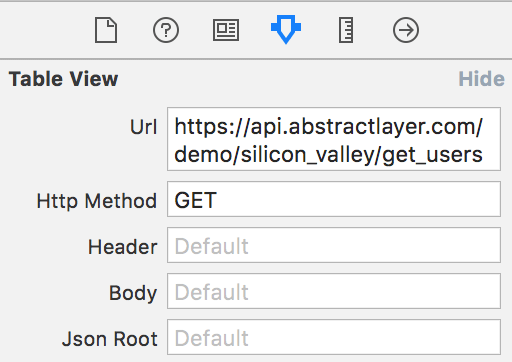 Table View Hide
Url https://api.abstractlayer.com/
demo/silicon_valley/get_users
Http Method GET
Header Default
Body Default
Json Root Default